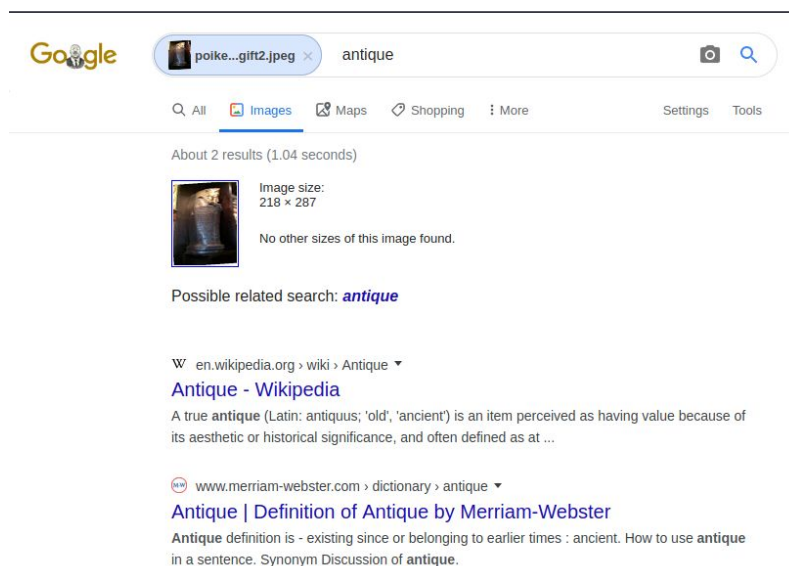 Google
poike...gift2.jpeg × antique
All Images Maps Shopping More Settings Tools
About 2 results (1.04 seconds)
Image size:
218 × 287
No other sizes of this image found.
Possible related search: antique
W en.wikipedia.org › wiki › Antique
Antique - Wikipedia
A true antique (Latin: antiquus; 'old', 'ancient') is an item perceived as having value because of
its aesthetic or historical significance, and often defined as at ...
M-W www.merriam-webster.com › dictionary › antique
Antique | Definition of Antique by Merriam-Webster
Antique definition is - existing since or belonging to earlier times : ancient. How to use antique
in a sentence. Synonym Discussion of antique.